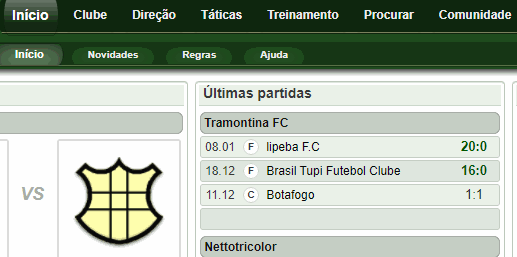 Início Clube Direção Táticas Treinamento Procurar Comunidade
Início Novidades Regras Ajuda
Últimas partidas
Tramontina FC
08.01 F lipeba F.C 20:0
18.12 F Brasil Tupi Futebol Clube 16:0
VS
11.12 C Botafogo 1:1
Nettotricolor